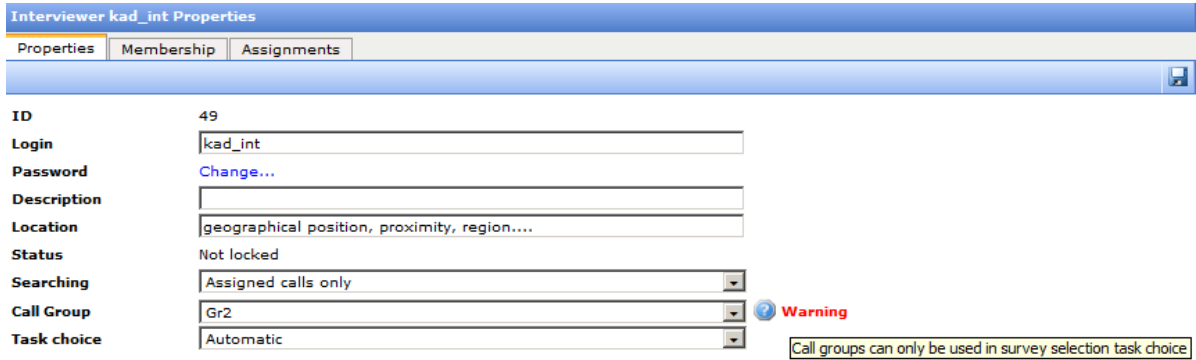 Interviewer kad_int Properties
Properties Membership Assignments
ID 49
Login kad_int
Password Change...
Description
Location geographical position, proximity, region....
Status Not locked
Searching Assigned calls only
Call Group Gr2 Warning
Task choice Automatic
Call groups can only be used in survey selection task choice